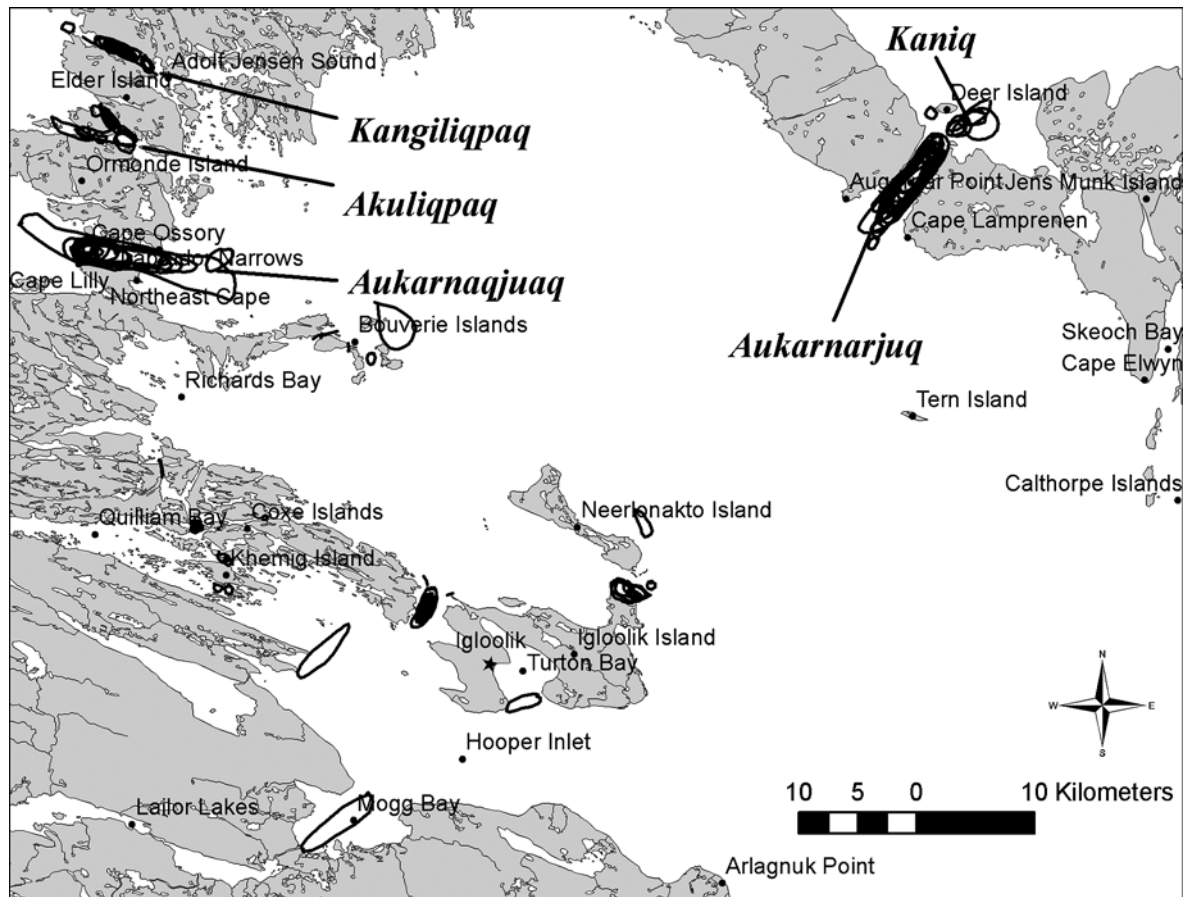 Kaniq
Adolf Jensen Sound
Elder Island
Deer Island
Kangiliqpaq
Ormonde Island
Point Jens Munk Island
Akuliqpaq
Cape Lamprenen
Cape Ossory
Narrows
Cape Lilly
Aukarnaqjuaq
Northeast Cape
Bouverie Islands
Aukarnarjuq
Skeoch Bay
Cape Elwyn
Richards Bay
Tern Island
Calthorpe Islands
Neerlonakto Island
Quilliam Bay
Coxe Islands
Khemig Island
Igloolik
Igloolik Island
Turton Bay
N
W
E
S
Hooper Inlet
10 5 0 10 Kilometers
Lailor Lakes
Mogg Bay
Arlagnuk Point